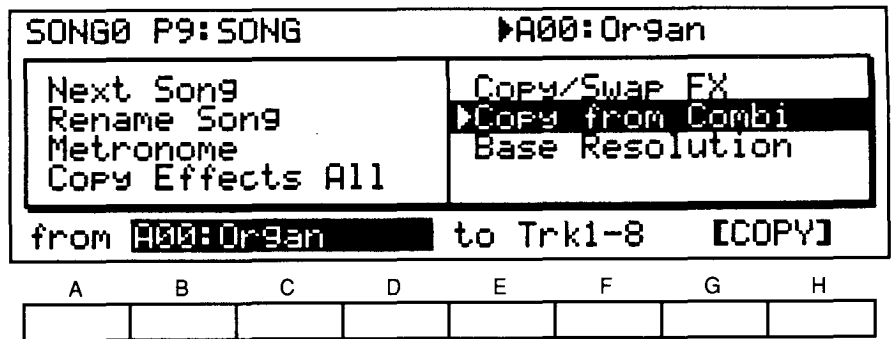 SONG0 P9:SONG ▶A00:Organ
Next Song
Rename Song
Metronome
Copy Effects All
Copy/Swap FX
▶Copy from Combi
Base Resolution
from A00:Organ to Trk1-8 [COPY]
A B C D E F G H